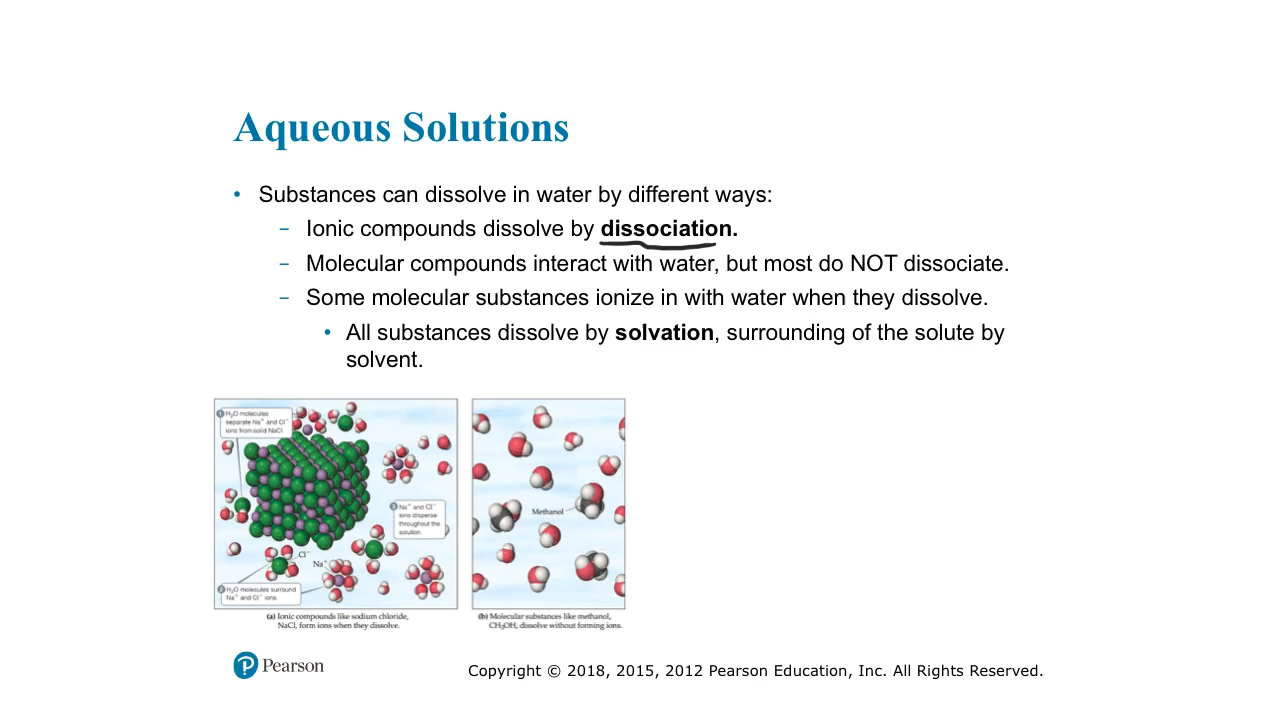 Aqueous Solutions
• Substances can dissolve in water by different ways:
– Ionic compounds dissolve by dissociation.
– Molecular compounds interact with water, but most do NOT dissociate.
– Some molecular substances ionize in with water when they dissolve.
• All substances dissolve by solvation, surrounding of the solute by
solvent.
1 H₂O molecules
separate Na⁺ and Cl⁻
ions from solid NaCl
3 Na⁺ and Cl⁻
ions disperse
throughout the
solution.
Cl⁻
Na⁺
2 H₂O molecules surround
Na⁺ and Cl⁻ ions.
(a) Ionic compounds like sodium chloride,
NaCl, form ions when they dissolve.
Methanol
(b) Molecular substances like methanol,
CH₃OH, dissolve without forming ions.
P Pearson
Copyright © 2018, 2015, 2012 Pearson Education, Inc. All Rights Reserved.